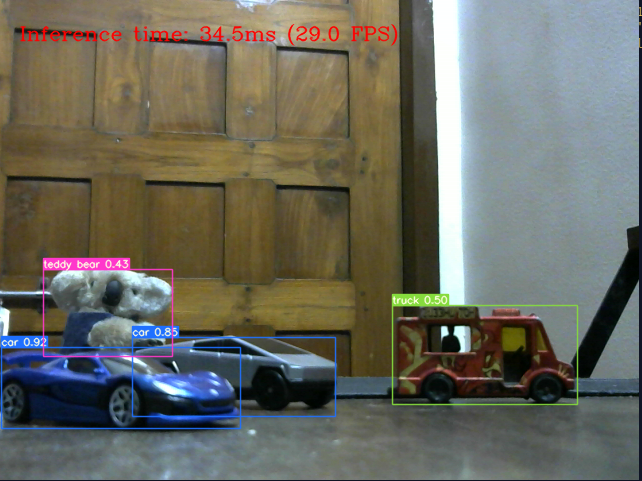 Inference time: 34.5ms (29.0 FPS)
teddy bear 0.43
truck 0.50
car 0.85
car 0.92